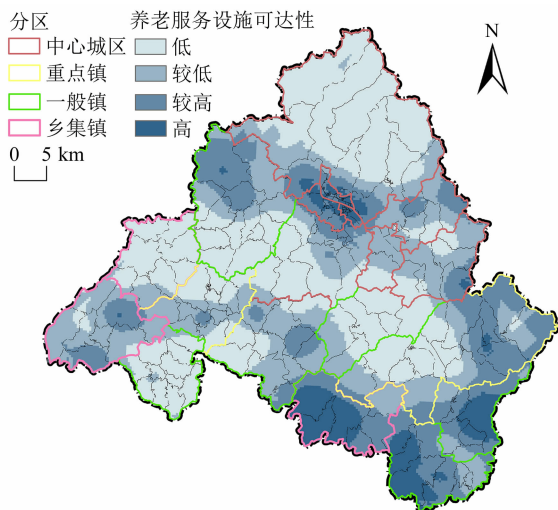 分区 养老服务设施可达性
中心城区 低
重点镇 较低
一般镇 较高
乡集镇 高
0 5 km
N